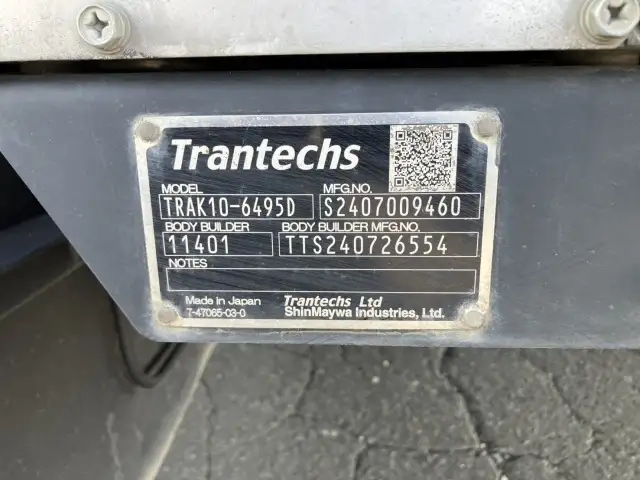 Trantechs
MODEL MFG.NO.
TRAK10-6495D S2407009460
BODY BUILDER BODY BUILDER MFG.NO.
11401 TTS240726554
NOTES
Made in Japan Trantechs Ltd
7-47065-03-0 ShinMaywa Industries, Ltd.